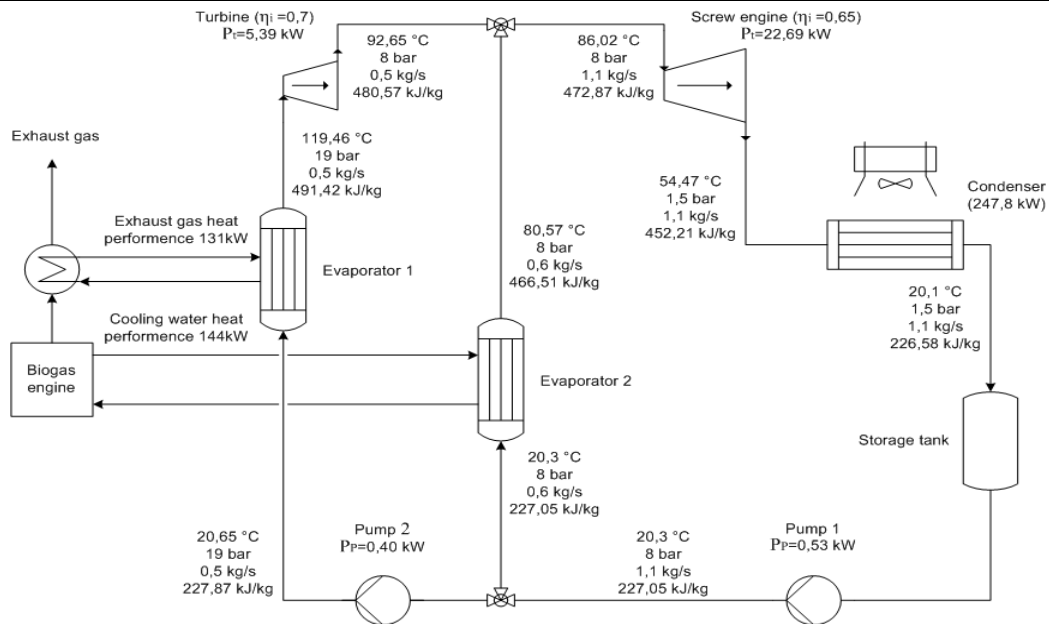 Turbine (ηi =0,7)
Pt=5,39 kW
92,65 °C
8 bar
0,5 kg/s
480,57 kJ/kg
86,02 °C
8 bar
1,1 kg/s
472,87 kJ/kg
Screw engine (ηi =0,65)
Pt=22,69 kW
Exhaust gas
119,46 °C
19 bar
0,5 kg/s
491,42 kJ/kg
Exhaust gas heat
performence 131kW
Evaporator 1
80,57 °C
8 bar
0,6 kg/s
466,51 kJ/kg
54,47 °C
1,5 bar
1,1 kg/s
452,21 kJ/kg
Condenser
(247,8 kW)
20,1 °C
1,5 bar
1,1 kg/s
226,58 kJ/kg
Cooling water heat
performence 144kW
Biogas
engine
Evaporator 2
Storage tank
20,3 °C
8 bar
0,6 kg/s
227,05 kJ/kg
20,65 °C
19 bar
0,5 kg/s
227,87 kJ/kg
Pump 2
PP=0,40 kW
20,3 °C
8 bar
1,1 kg/s
227,05 kJ/kg
Pump 1
PP=0,53 kW